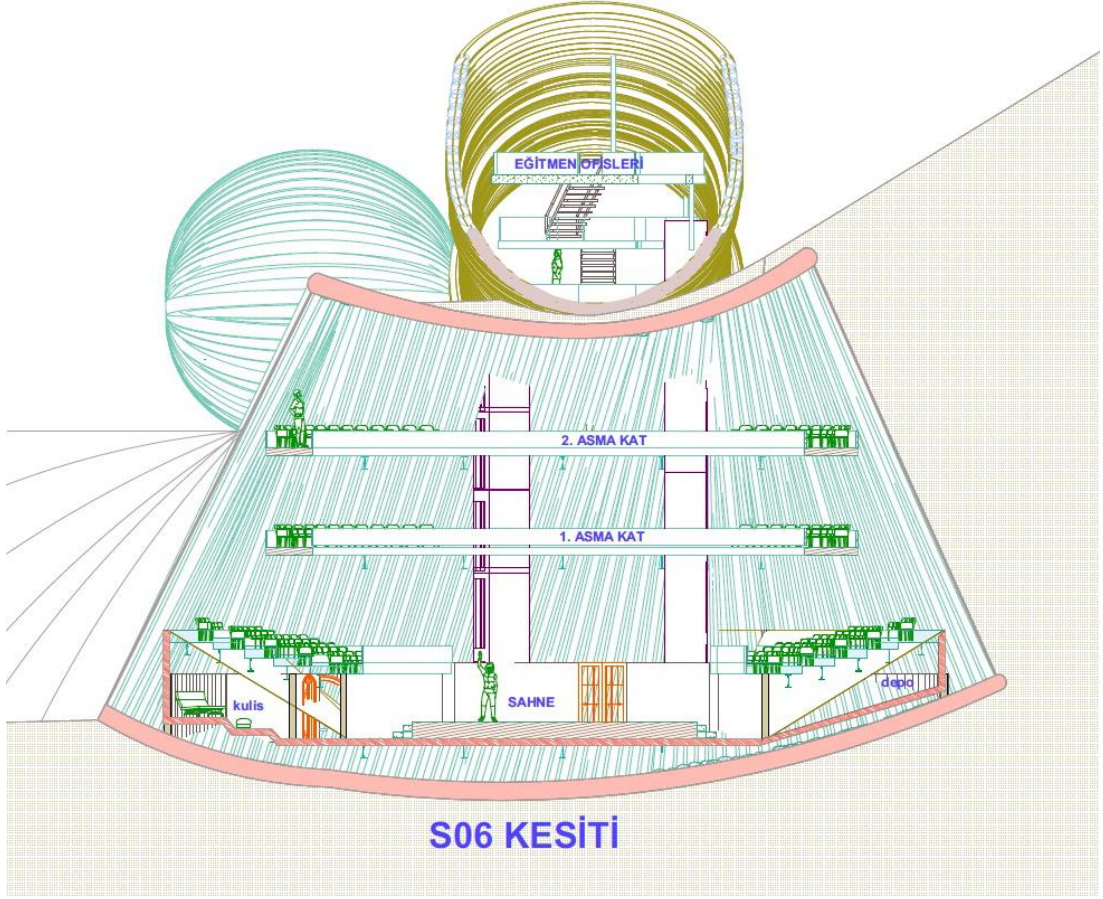 EĞİTMEN OFİSLERİ
2. ASMA KAT
1. ASMA KAT
SAHNE
kulis
depo
S06 KESİTİ